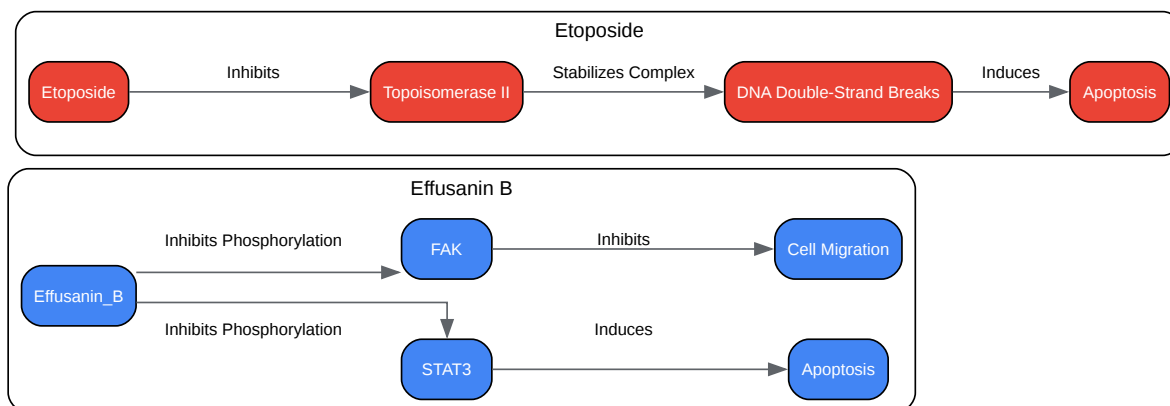 Etoposide
Etoposide
Inhibits
Topoisomerase II
Stabilizes Complex
DNA Double-Strand Breaks
Induces
Apoptosis
Effusanin B
Effusanin_B
Inhibits Phosphorylation
FAK
Inhibits
Cell Migration
Inhibits Phosphorylation
STAT3
Induces
Apoptosis